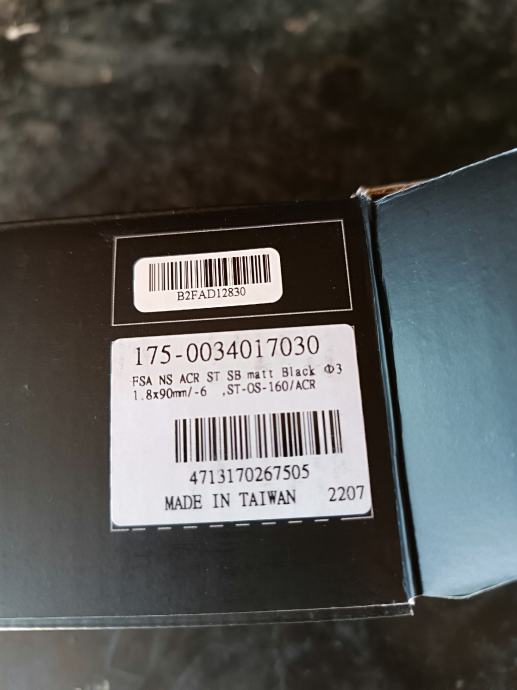 B2FAD12830
175-0034017030
FSA NS ACR ST SB matt Black Φ3
1.8x90mm/-6 ,ST-OS-160/ACR
4713170267505
MADE IN TAIWAN 2207